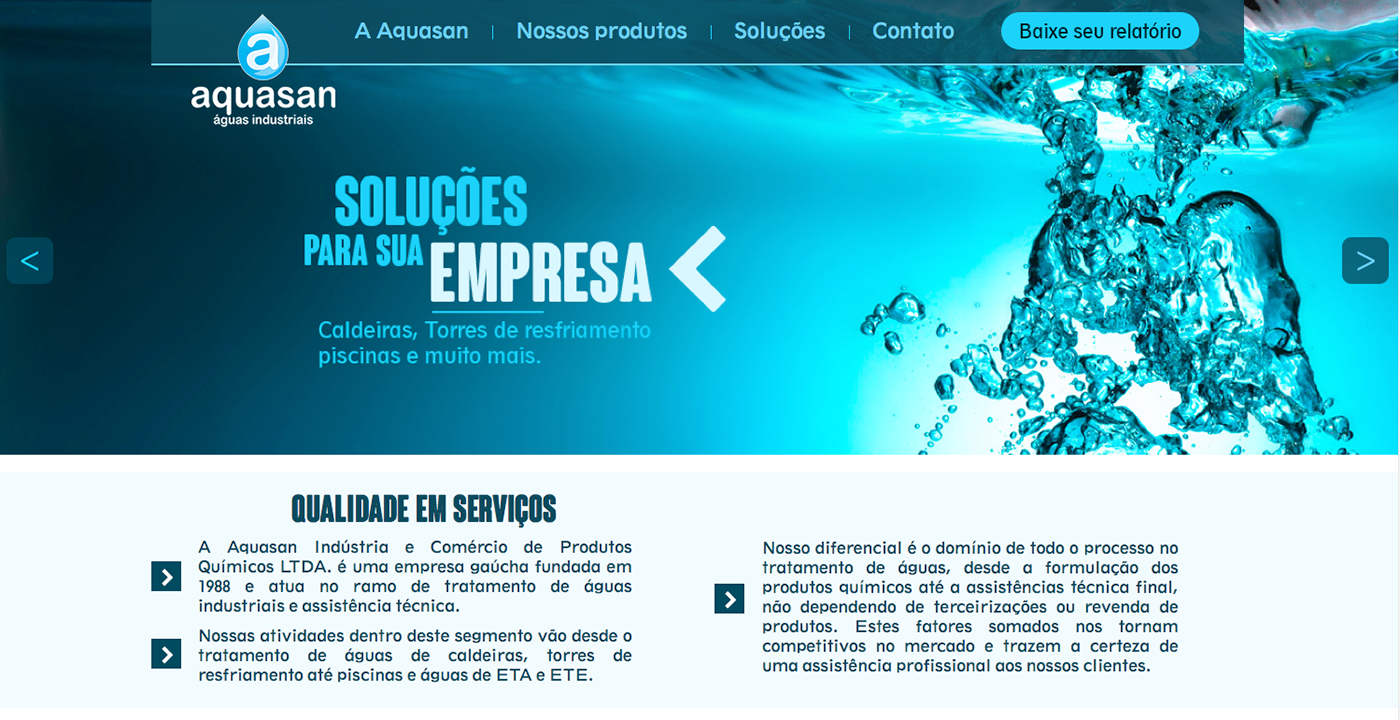 A Aquasan | Nossos produtos | Soluções | Contato Baixe seu relatório
a
aquasan
águas industriais
SOLUÇÕES
PARA SUA EMPRESA
Caldeiras, Torres de resfriamento
piscinas e muito mais.
< >
QUALIDADE EM SERVIÇOS
A Aquasan Indústria e Comércio de Produtos
Químicos LTDA. é uma empresa gaúcha fundada em
1988 e atua no ramo de tratamento de águas
industriais e assistência técnica.
Nossas atividades dentro deste segmento vão desde o
tratamento de águas de caldeiras, torres de
resfriamento até piscinas e águas de ETA e ETE.
Nosso diferencial é o domínio de todo o processo no
tratamento de águas, desde a formulação dos
produtos químicos até a assistências técnica final,
não dependendo de terceirizações ou revenda de
produtos. Estes fatores somados nos tornam
competitivos no mercado e trazem a certeza de
uma assistência profissional aos nossos clientes.